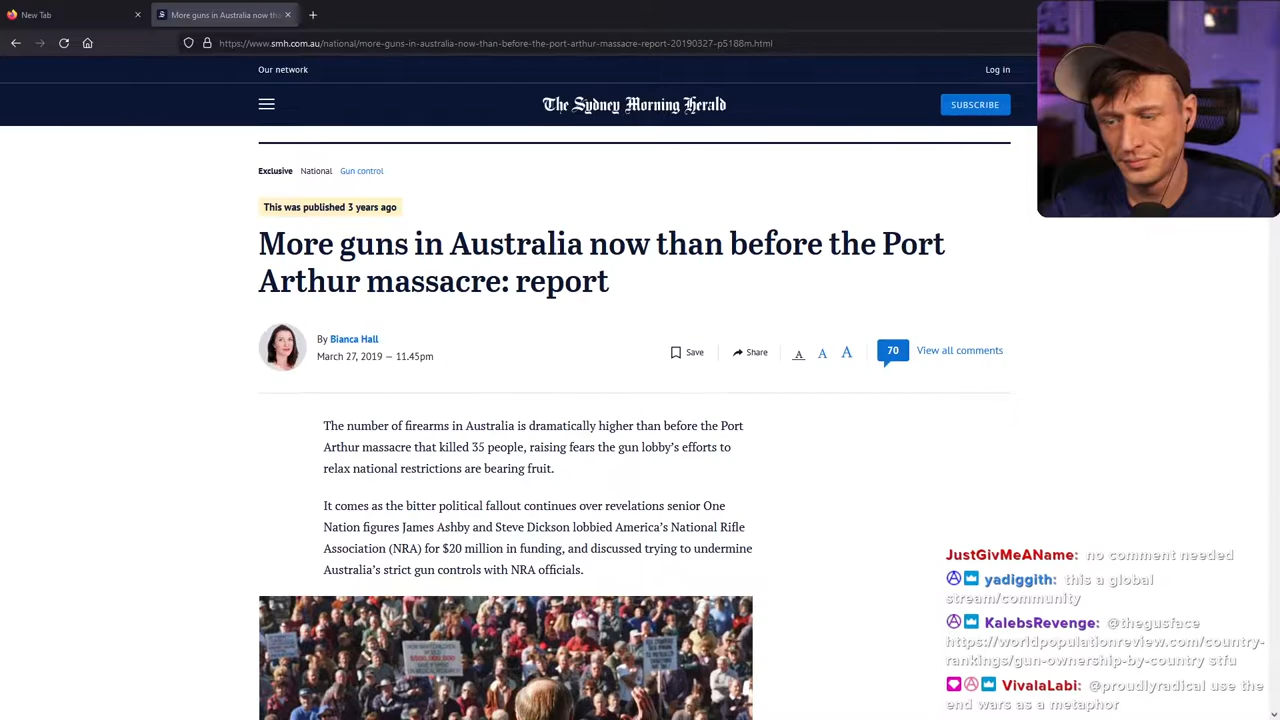 New Tab
More guns in Australia now tha
https://www.smh.com.au/national/more-guns-in-australia-now-than-before-the-port-arthur-massacre-report-20190327-p5188m.html
Our network
Log in
The Sydney Morning Herald
SUBSCRIBE
Exclusive National Gun control
This was published 3 years ago
More guns in Australia now than before the Port
Arthur massacre: report
By Bianca Hall
March 27, 2019 — 11.45pm
Save
Share
A A A
70
View all comments
The number of firearms in Australia is dramatically higher than before the Port
Arthur massacre that killed 35 people, raising fears the gun lobby's efforts to
relax national restrictions are bearing fruit.
It comes as the bitter political fallout continues over revelations senior One
Nation figures James Ashby and Steve Dickson lobbied America's National Rifle
Association (NRA) for $20 million in funding, and discussed trying to undermine
Australia's strict gun controls with NRA officials.
JustGivMeAName: no comment needed
yadiggith: this a global
stream/community
KalebsRevenge: @thegusface
https://worldpopulationreview.com/country-
rankings/gun-ownership-by-country stfu
VivalaLabi: @proudlyradical use the
end wars as a metaphor